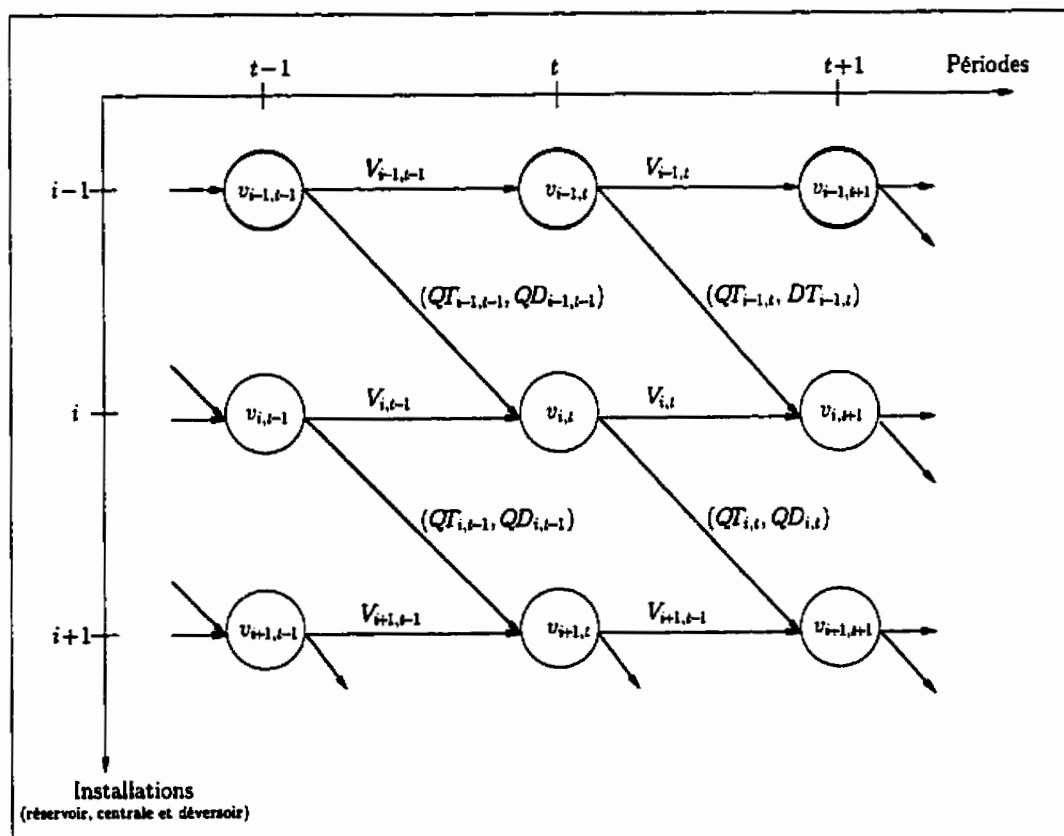 t−1 t t+1 Périodes
i−1 v_{i−1,t−1} V_{i−1,t−1} v_{i−1,t} V_{i−1,t} v_{i−1,t+1}
(QT_{i−1,t−1}, QD_{i−1,t−1}) (QT_{i−1,t}, DT_{i−1,t})
i v_{i,t−1} V_{i,t−1} v_{i,t} V_{i,t} v_{i,t+1}
(QT_{i,t−1}, QD_{i,t−1}) (QT_{i,t}, QD_{i,t})
i+1 v_{i+1,t−1} V_{i+1,t−1} v_{i+1,t} V_{i+1,t−1} v_{i+1,t+1}
Installations
(réservoir, centrale et déversoir)